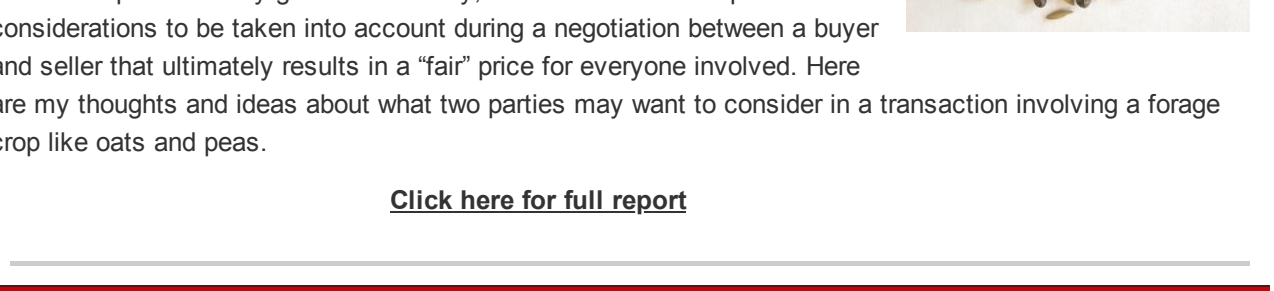 considerations to be taken into account during a negotiation between a buyer
and seller that ultimately results in a “fair” price for everyone involved. Here
are my thoughts and ideas about what two parties may want to consider in a transaction involving a forage
crop like oats and peas.
Click here for full report